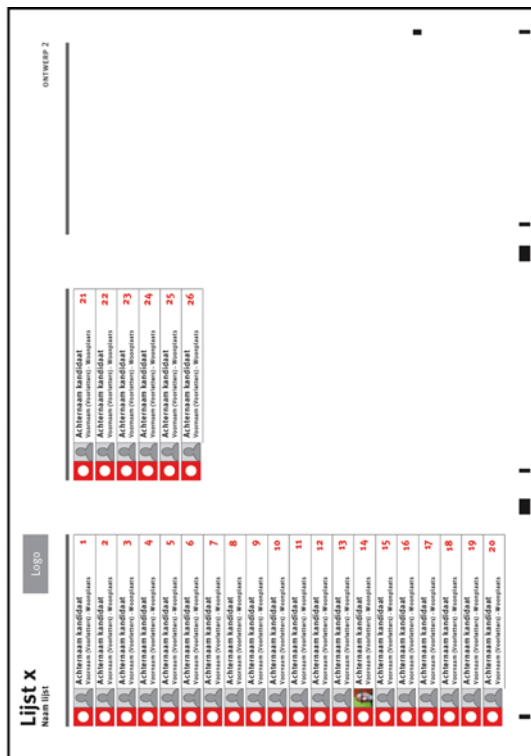 Lijst x
Naam lijst
Logo
ONTWERP 2
Achternaam kandidaat 1
Voornaam (Voorletters) - Woonplaats
Achternaam kandidaat 2
Voornaam (Voorletters) - Woonplaats
Achternaam kandidaat 3
Voornaam (Voorletters) - Woonplaats
Achternaam kandidaat 4
Voornaam (Voorletters) - Woonplaats
Achternaam kandidaat 5
Voornaam (Voorletters) - Woonplaats
Achternaam kandidaat 6
Voornaam (Voorletters) - Woonplaats
Achternaam kandidaat 7
Voornaam (Voorletters) - Woonplaats
Achternaam kandidaat 8
Voornaam (Voorletters) - Woonplaats
Achternaam kandidaat 9
Voornaam (Voorletters) - Woonplaats
Achternaam kandidaat 10
Voornaam (Voorletters) - Woonplaats
Achternaam kandidaat 11
Voornaam (Voorletters) - Woonplaats
Achternaam kandidaat 12
Voornaam (Voorletters) - Woonplaats
Achternaam kandidaat 13
Voornaam (Voorletters) - Woonplaats
Achternaam kandidaat 14
Voornaam (Voorletters) - Woonplaats
Achternaam kandidaat 15
Voornaam (Voorletters) - Woonplaats
Achternaam kandidaat 16
Voornaam (Voorletters) - Woonplaats
Achternaam kandidaat 17
Voornaam (Voorletters) - Woonplaats
Achternaam kandidaat 18
Voornaam (Voorletters) - Woonplaats
Achternaam kandidaat 19
Voornaam (Voorletters) - Woonplaats
Achternaam kandidaat 20
Voornaam (Voorletters) - Woonplaats
Achternaam kandidaat 21
Voornaam (Voorletters) - Woonplaats
Achternaam kandidaat 22
Voornaam (Voorletters) - Woonplaats
Achternaam kandidaat 23
Voornaam (Voorletters) - Woonplaats
Achternaam kandidaat 24
Voornaam (Voorletters) - Woonplaats
Achternaam kandidaat 25
Voornaam (Voorletters) - Woonplaats
Achternaam kandidaat 26
Voornaam (Voorletters) - Woonplaats